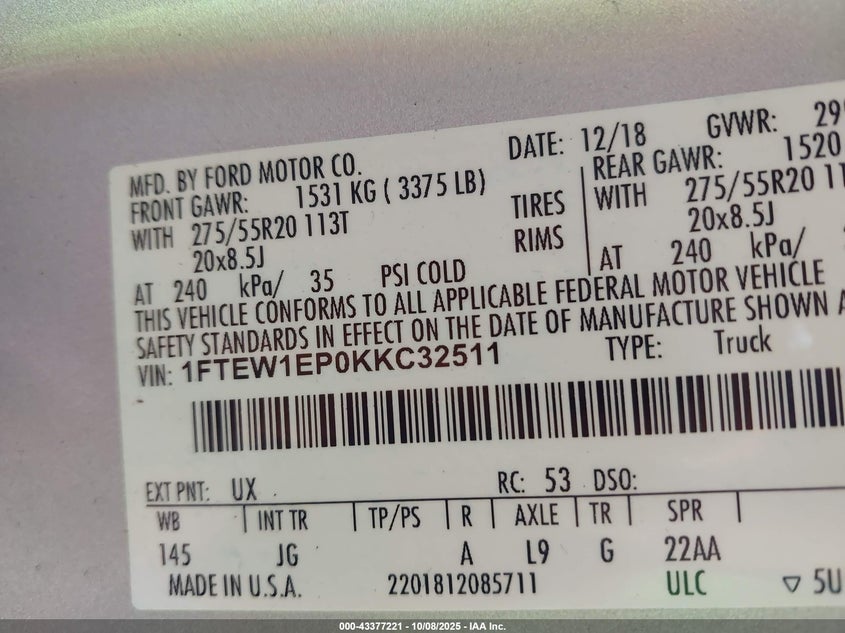 MFD. BY FORD MOTOR CO. DATE: 12/18 GVWR:
FRONT GAWR: 1531 KG ( 3375 LB) REAR GAWR: 1520
WITH 275/55R20 113T TIRES WITH 275/55R20
20x8.5J RIMS 20x8.5J
AT 240 kPa/ 35 PSI COLD AT 240 kPa/
THIS VEHICLE CONFORMS TO ALL APPLICABLE FEDERAL MOTOR VEHICLE
SAFETY STANDARDS IN EFFECT ON THE DATE OF MANUFACTURE SHOWN
VIN: 1FTEW1EP0KKC32511 TYPE: Truck
EXT PNT: UX RC: 53 DSO:
WB INT TR TP/PS R AXLE TR SPR
145 JG A L9 G 22AA
MADE IN U.S.A. 2201812085711 ULC 5U
000-43377221 - 10/08/2025 - IAA Inc.